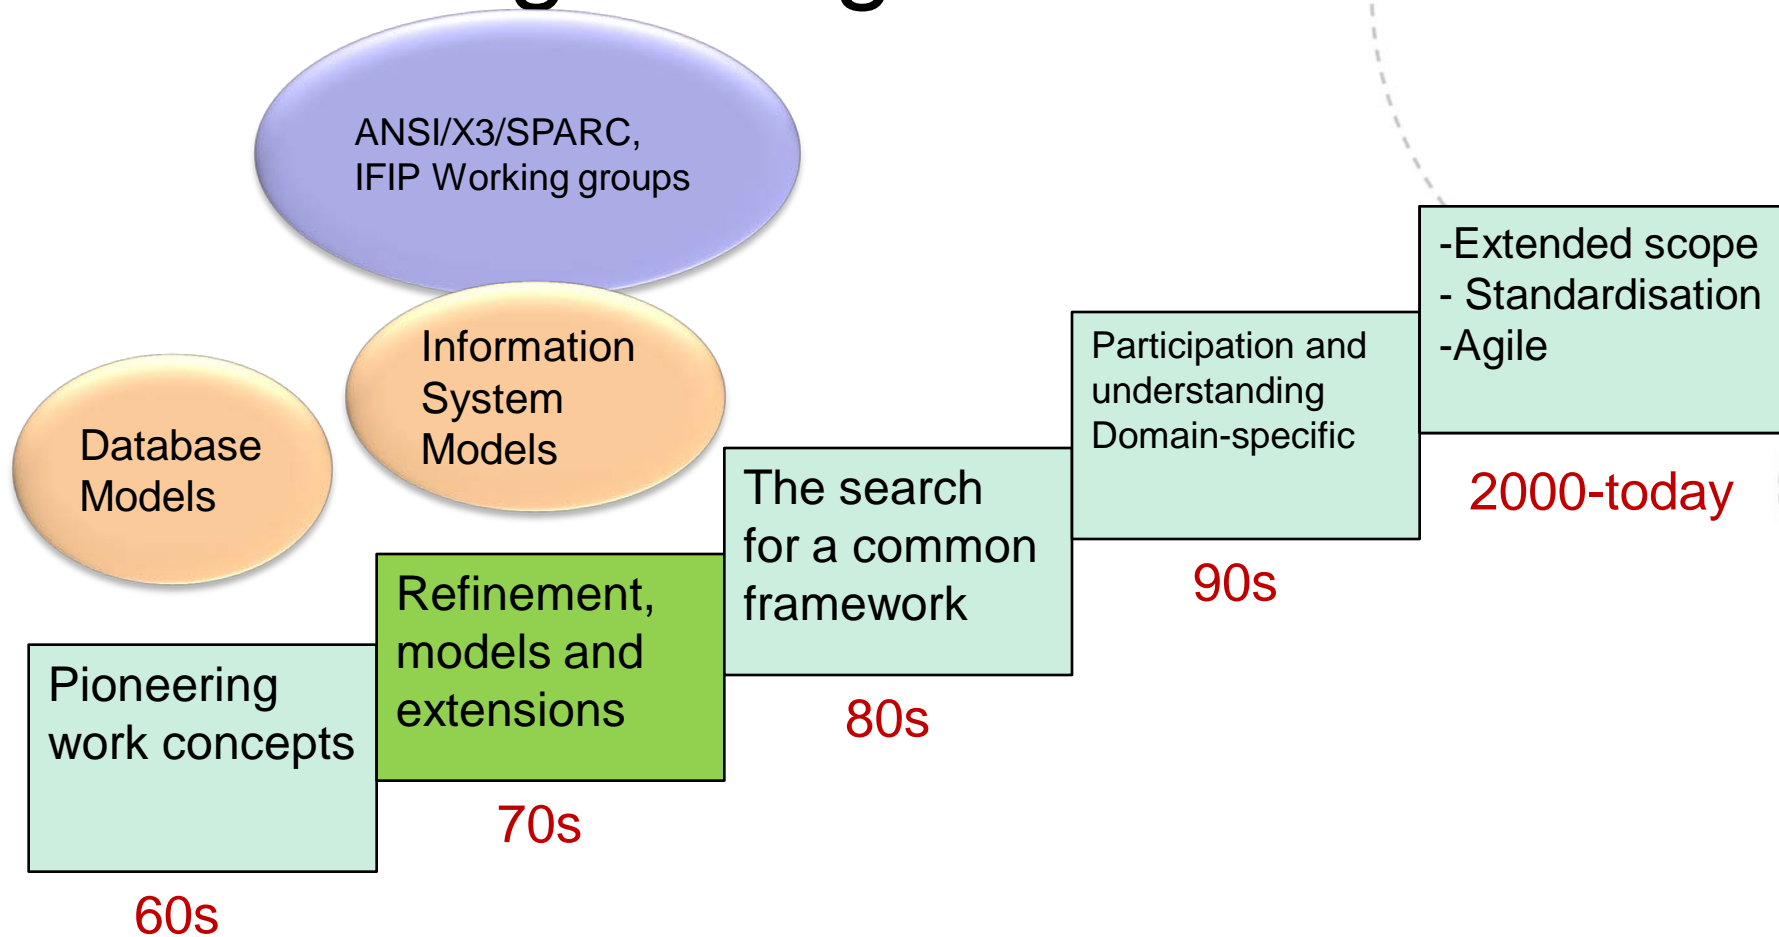 ANSI/X3/SPARC,
IFIP Working groups
Information
System
Models
Database
Models
-Extended scope
- Standardisation
-Agile
2000-today
Participation and
understanding
Domain-specific
90s
The search
for a common
framework
80s
Refinement,
models and
extensions
70s
Pioneering
work concepts
60s